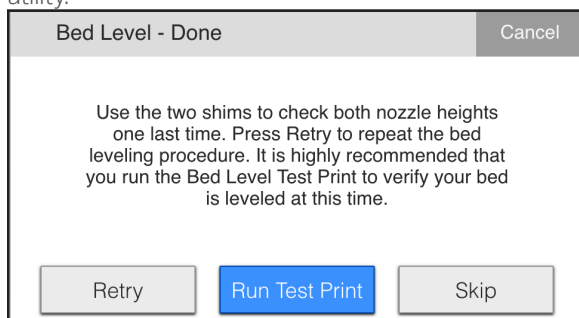 utility.
Bed Level - Done
Cancel
Use the two shims to check both nozzle heights
one last time. Press Retry to repeat the bed
leveling procedure. It is highly recommended that
you run the Bed Level Test Print to verify your bed
is leveled at this time.
Retry
Run Test Print
Skip